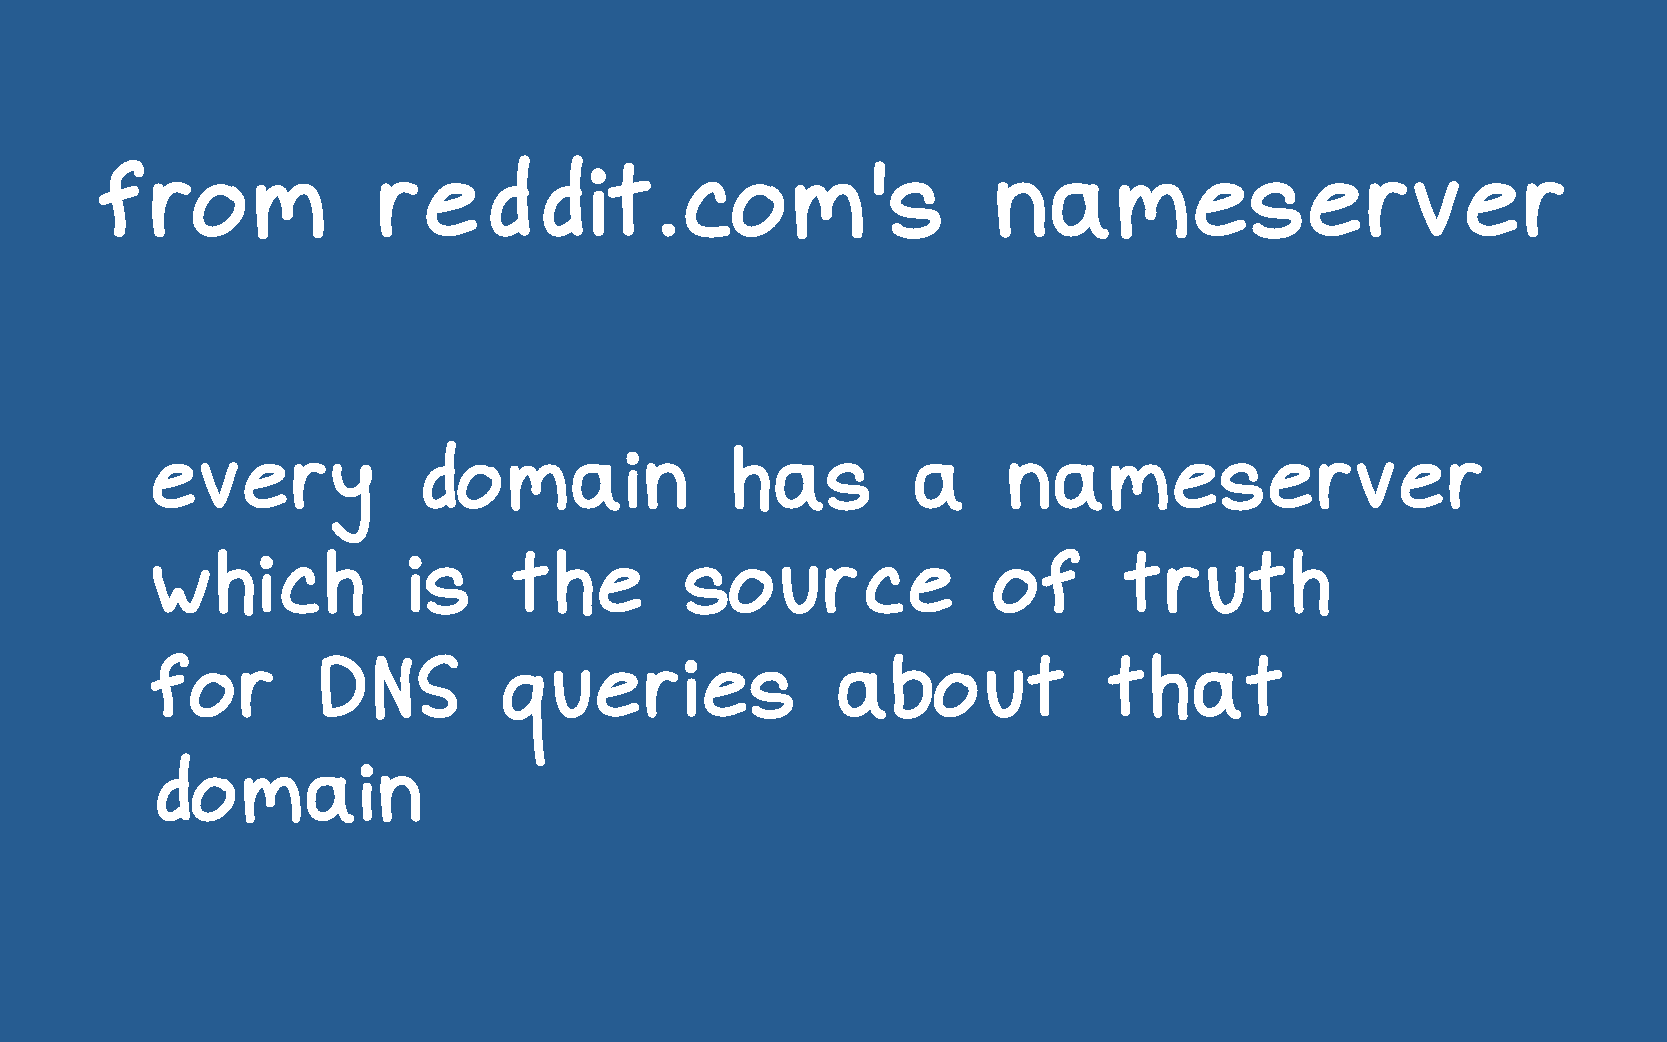 from reddit.com's nameserver
every domain has a nameserver
which is the source of truth
for DNS queries about that
domain